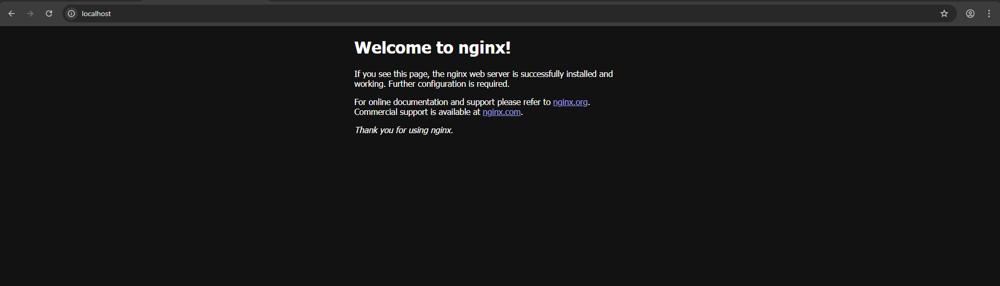 localhost
Welcome to nginx!
If you see this page, the nginx web server is successfully installed and
working. Further configuration is required.
For online documentation and support please refer to nginx.org.
Commercial support is available at nginx.com.
Thank you for using nginx.